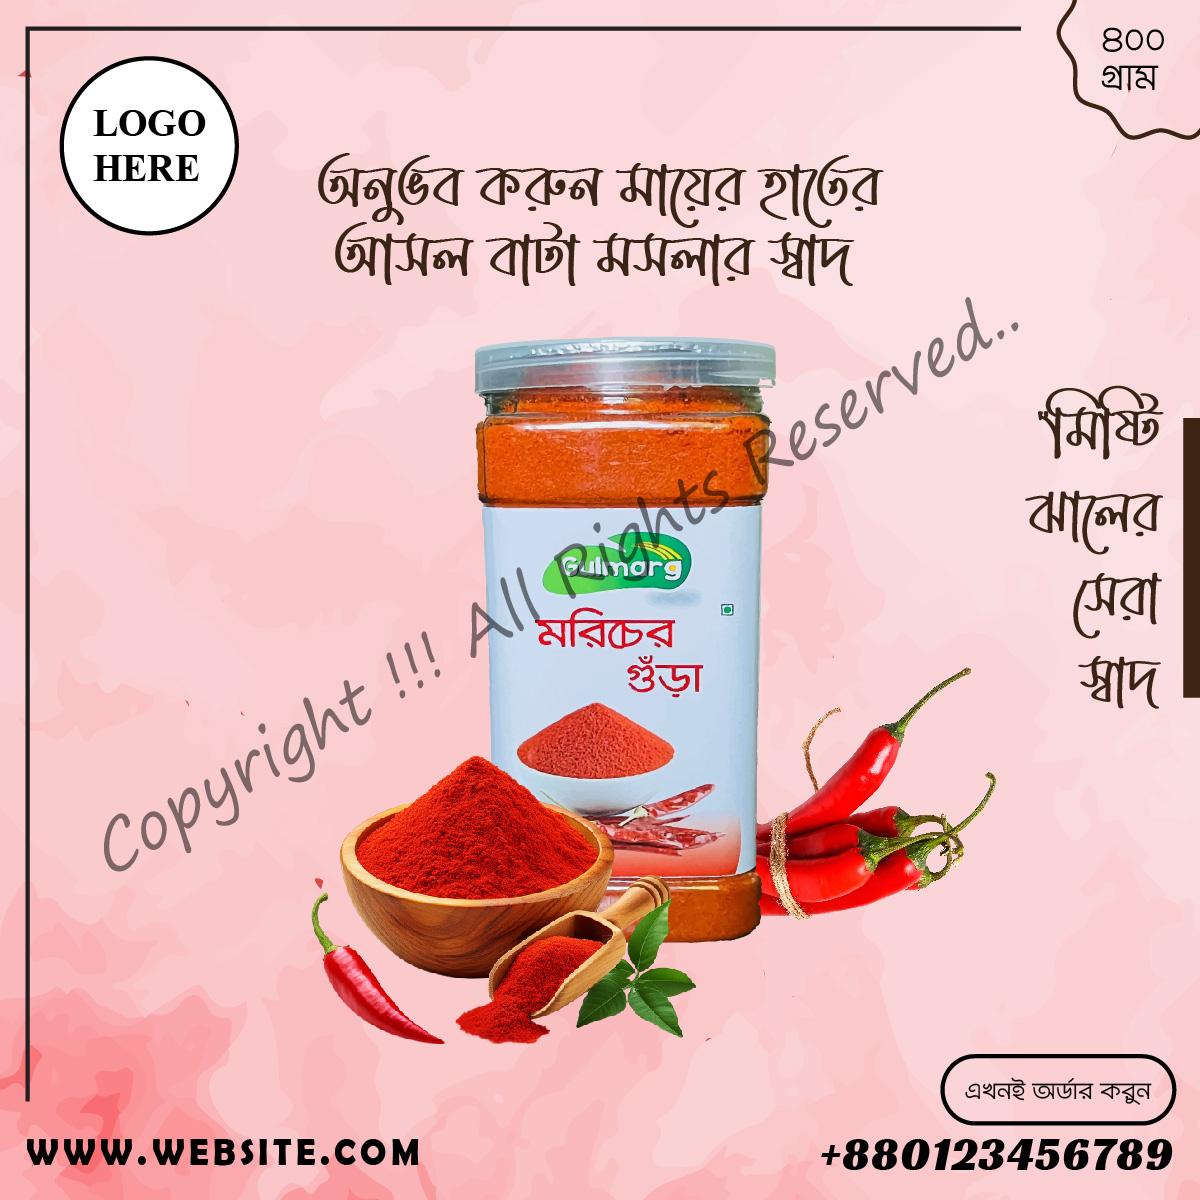 ৪০০
গ্রাম
LOGO
HERE
অনুভব করুন মায়ের হাতের
আসল বাটা মসলার স্বাদ
মিষ্টি
ঝালের
সেরা
স্বাদ
Gulmarg
মরিচের
গুঁড়া
Copyright !!! All Rights Reserved..
এখনই অর্ডার করুন
WWW.WEBSITE.COM
+880123456789